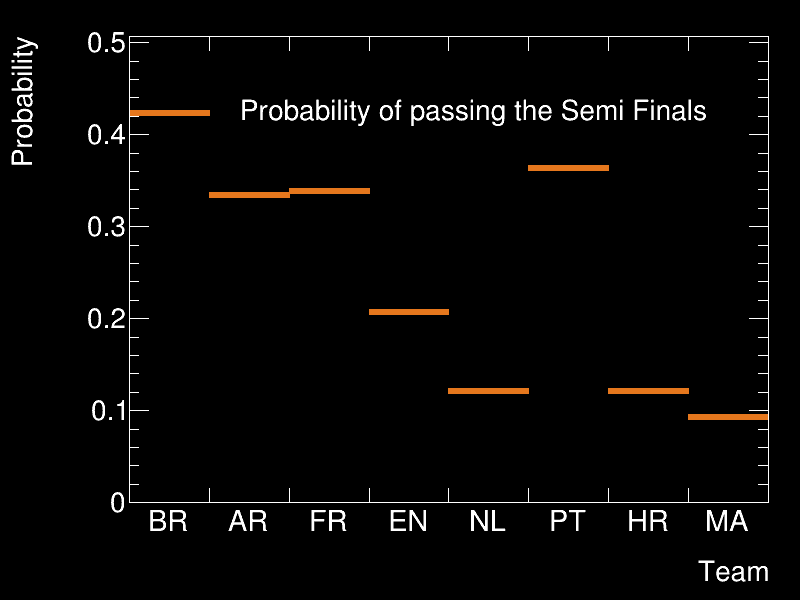 Probability
0.5
Probability of passing the Semi Finals
0.4
0.3
0.2
0.1
0
BR AR FR EN NL PT HR MA
Team